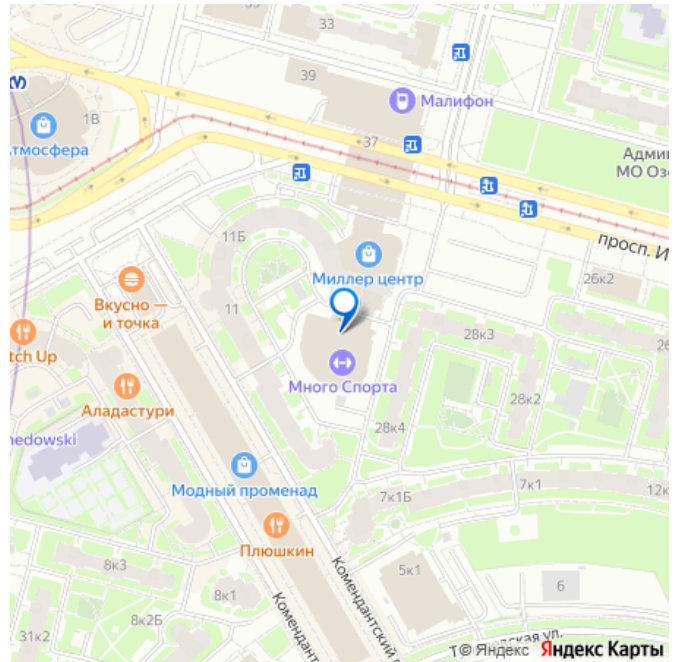 33
39
Малифон
1В
тмосфера
37
Админ
МО Озе
11Б
просп. И
26к2
Миллер центр
Вкусно —
и точка
11
28к3
26
tch Up
Много Спорта
28к2
Аладастури
28к4
medowski
Модный променад
7к1Б
7к1
12к
Плюшкин
8к3
5к1
6
8к1
Комендантский
Комендант
8к2Б
31к2
© Яндекс Яндекс Карты